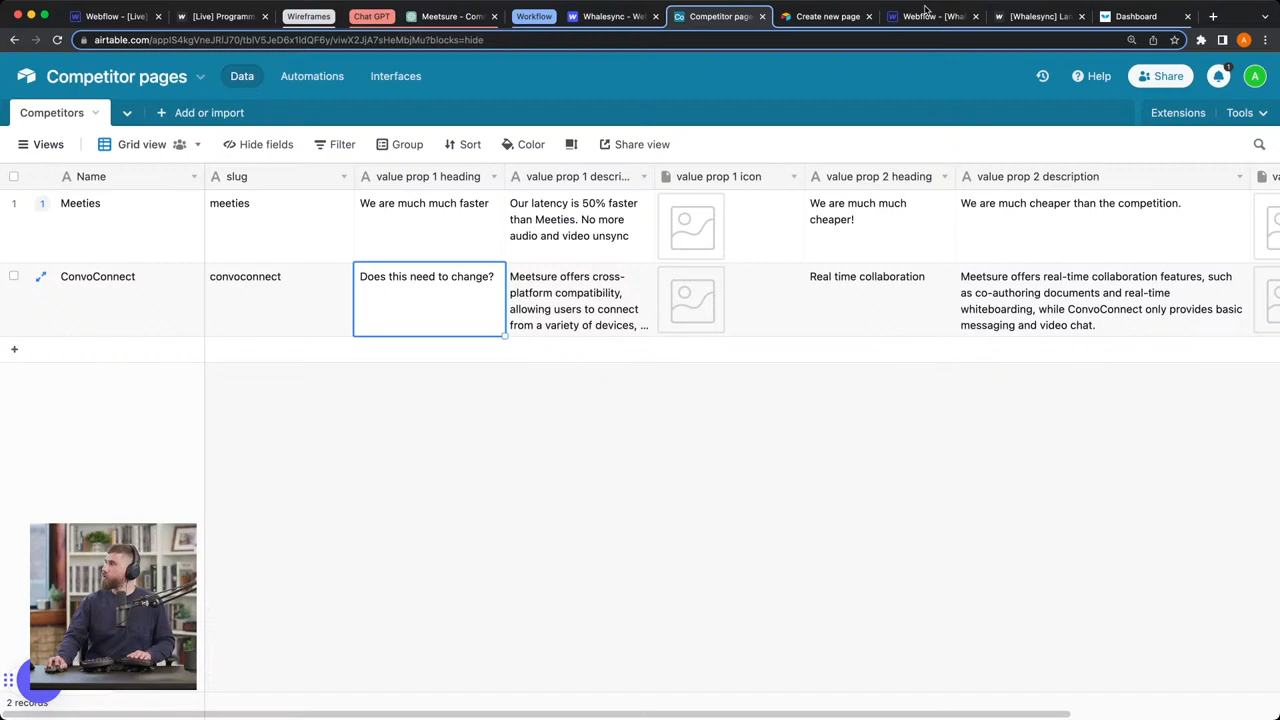 Webflow - [Live]
[Live] Programm
Wireframes
Chat GPT
Meetsure - Com
Workflow
Whalesync - We
Competitor page
Create new page
Webflow - [Wha
[Whalesync] Lan
Dashboard
Competitor pages
Data
Automations
Interfaces
Help
Share
1
A
Competitors
Add or import
Extensions
Tools
Views
Grid view
Hide fields
Filter
Group
Sort
Color
Share view
Name
slug
value prop 1 heading
value prop 1 descri...
value prop 1 icon
value prop 2 heading
value prop 2 description
1
1
Meeties
meeties
We are much much faster
Our latency is 50% faster
than Meeties. No more
audio and video unsync
We are much much
cheaper!
We are much cheaper than the competition.
ConvoConnect
convoconnect
Does this need to change?
Meetsure offers cross-
platform compatibility,
allowing users to connect
from a variety of devices, ...
Real time collaboration
Meetsure offers real-time collaboration features, such
as co-authoring documents and real-time
whiteboarding, while ConvoConnect only provides basic
messaging and video chat.
2 records